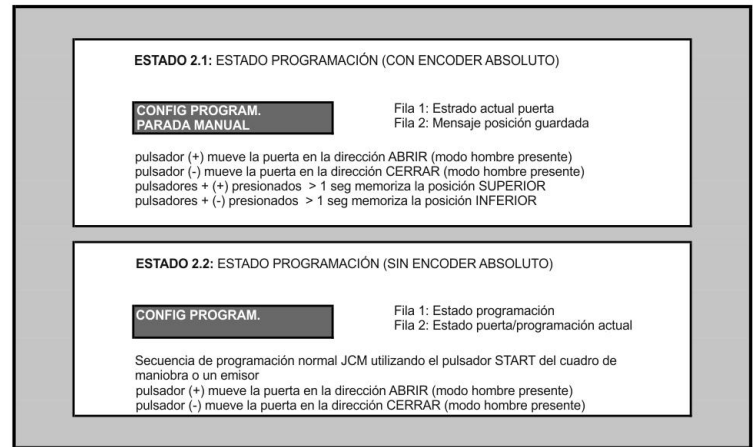 ESTADO 2.1: ESTADO PROGRAMACIÓN (CON ENCODER ABSOLUTO)
CONFIG PROGRAM.
PARADA MANUAL
Fila 1: Estrado actual puerta
Fila 2: Mensaje posición guardada
pulsador (+) mueve la puerta en la dirección ABRIR (modo hombre presente)
pulsador (-) mueve la puerta en la dirección CERRAR (modo hombre presente)
pulsadores + (+) presionados > 1 seg memoriza la posición SUPERIOR
pulsadores + (-) presionados > 1 seg memoriza la posición INFERIOR
ESTADO 2.2: ESTADO PROGRAMACIÓN (SIN ENCODER ABSOLUTO)
CONFIG PROGRAM.
Fila 1: Estado programación
Fila 2: Estado puerta/programación actual
Secuencia de programación normal JCM utilizando el pulsador START del cuadro de
maniobra o un emisor
pulsador (+) mueve la puerta en la dirección ABRIR (modo hombre presente)
pulsador (-) mueve la puerta en la dirección CERRAR (modo hombre presente)